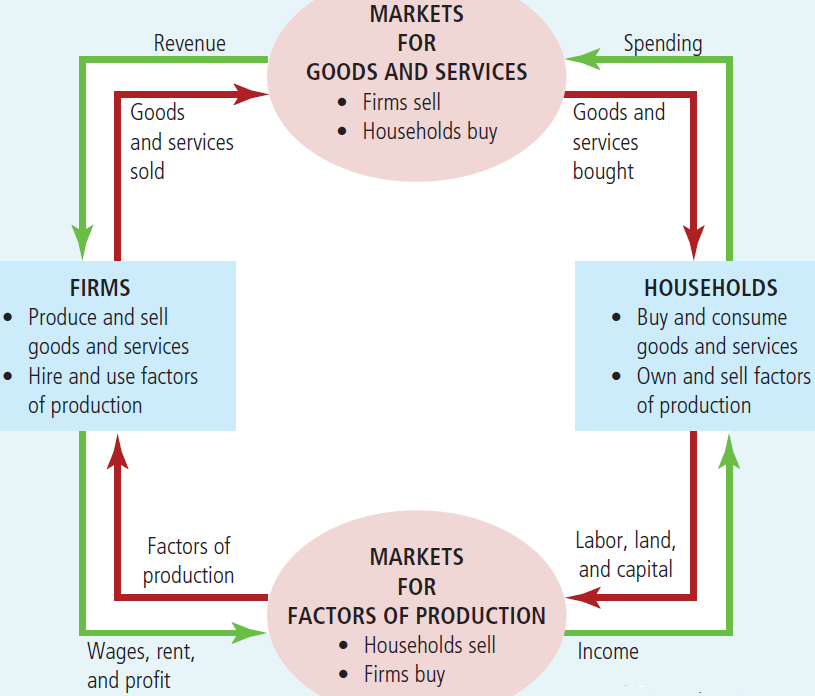 MARKETS
FOR
GOODS AND SERVICES
• Firms sell
• Households buy
Revenue
Spending
Goods
and services
sold
Goods and
services
bought
FIRMS
• Produce and sell
goods and services
• Hire and use factors
of production
HOUSEHOLDS
• Buy and consume
goods and services
• Own and sell factors
of production
Factors of
production
Labor, land,
and capital
MARKETS
FOR
FACTORS OF PRODUCTION
• Households sell
• Firms buy
Wages, rent,
and profit
Income